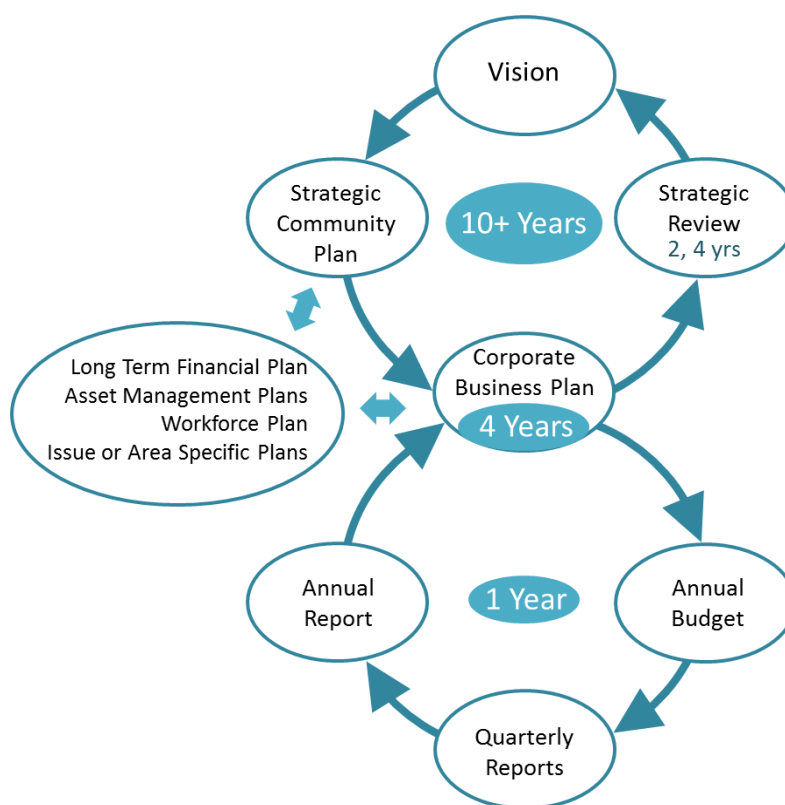 Vision
Strategic
Community
Plan
10+ Years
Strategic
Review
2, 4 yrs
Long Term Financial Plan
Asset Management Plans
Workforce Plan
Issue or Area Specific Plans
Corporate
Business Plan
4 Years
Annual
Report
1 Year
Annual
Budget
Quarterly
Reports